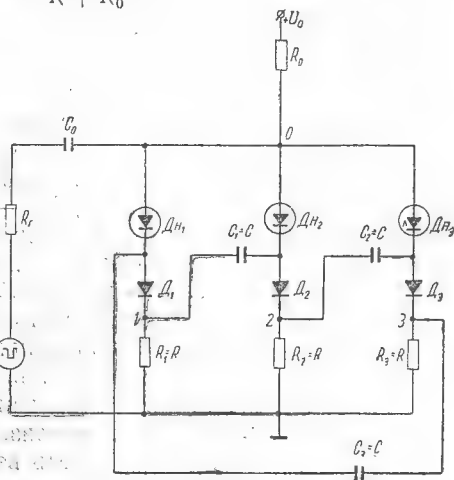 R + R₀
+U₀
R₀
C₀
0
Дн₁
Дн₂
Дн₃
Rг
C₁=C
C₂=C
Д₁
Д₂
Д₃
1
2
3
R₁=R
R₂=R
R₃=R
C₃=C